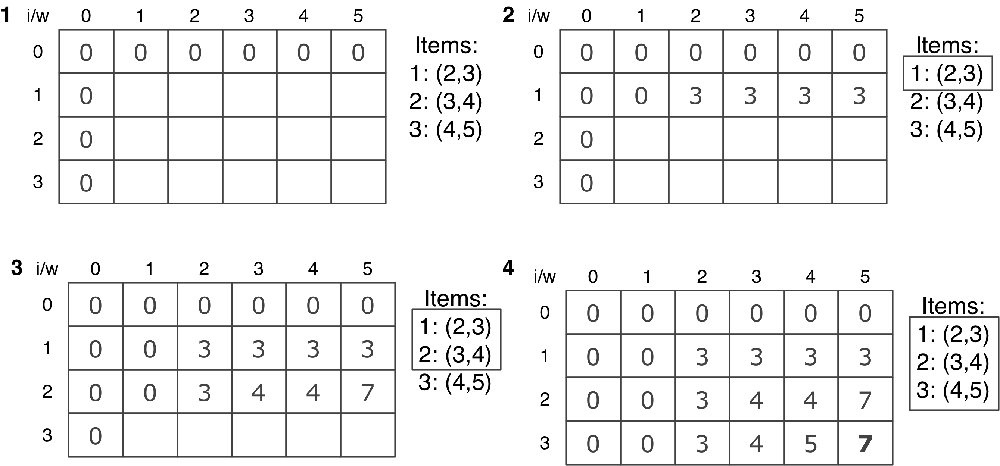 1 i/w 0 1 2 3 4 5
0 0 0 0 0 0 0
1 0
2 0
3 0
Items:
1: (2,3)
2: (3,4)
3: (4,5)
2 i/w 0 1 2 3 4 5
0 0 0 0 0 0 0
1 0 0 3 3 3 3
2 0
3 0
Items:
1: (2,3)
2: (3,4)
3: (4,5)
3 i/w 0 1 2 3 4 5
0 0 0 0 0 0 0
1 0 0 3 3 3 3
2 0 0 3 4 4 7
3 0
Items:
1: (2,3)
2: (3,4)
3: (4,5)
4 i/w 0 1 2 3 4 5
0 0 0 0 0 0 0
1 0 0 3 3 3 3
2 0 0 3 4 4 7
3 0 0 3 4 5 7
Items:
1: (2,3)
2: (3,4)
3: (4,5)